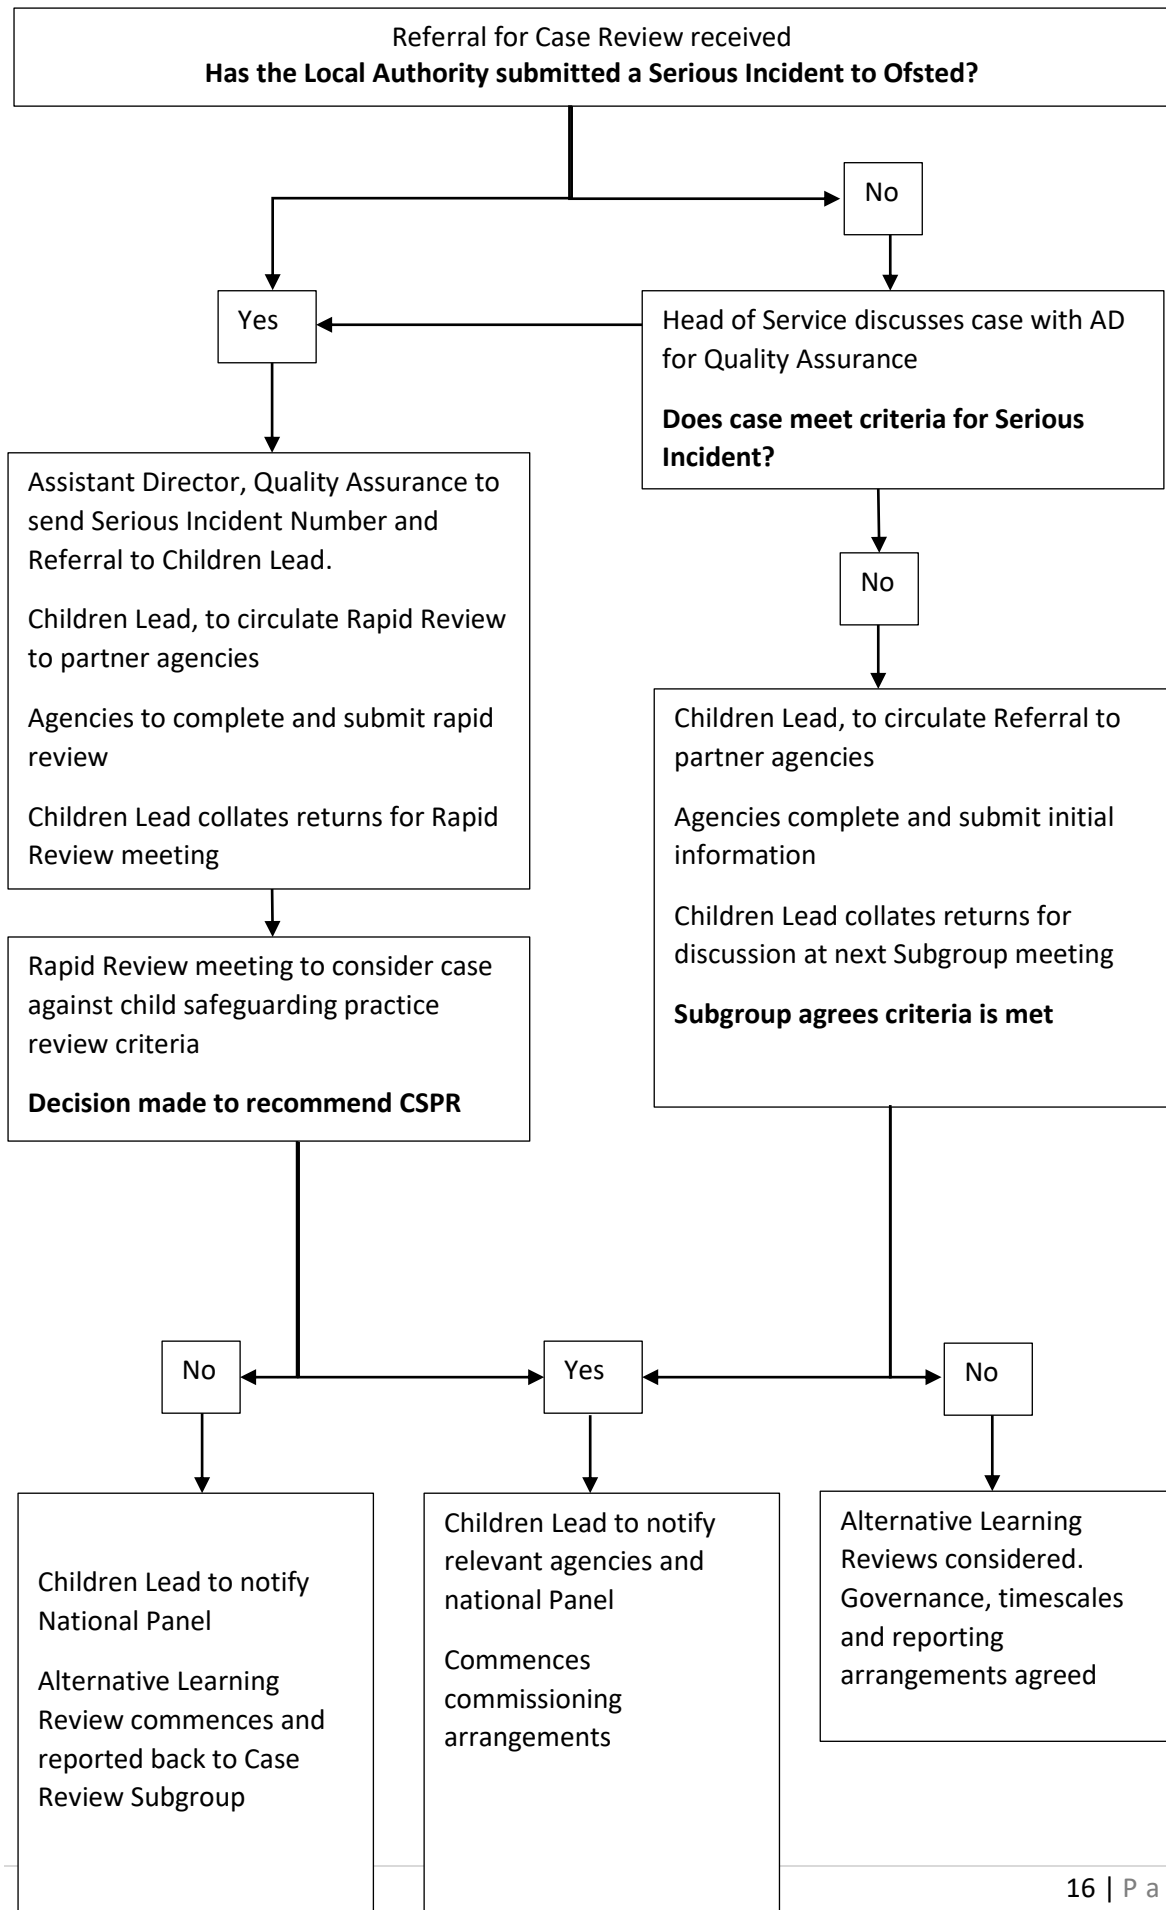 Referral for Case Review received
Has the Local Authority submitted a Serious Incident to Ofsted?
No
Yes
Head of Service discusses case with AD
for Quality Assurance
Does case meet criteria for Serious
Incident?
Assistant Director, Quality Assurance to
send Serious Incident Number and
Referral to Children Lead.
Children Lead, to circulate Rapid Review
to partner agencies
Agencies to complete and submit rapid
review
Children Lead collates returns for Rapid
Review meeting
No
Children Lead, to circulate Referral to
partner agencies
Agencies complete and submit initial
information
Children Lead collates returns for
discussion at next Subgroup meeting
Subgroup agrees criteria is met
Rapid Review meeting to consider case
against child safeguarding practice
review criteria
Decision made to recommend CSPR
No
Yes
No
Children Lead to notify
National Panel
Alternative Learning
Review commences and
reported back to Case
Review Subgroup
Children Lead to notify
relevant agencies and
national Panel
Commences
commissioning
arrangements
Alternative Learning
Reviews considered.
Governance, timescales
and reporting
arrangements agreed
16 | P a